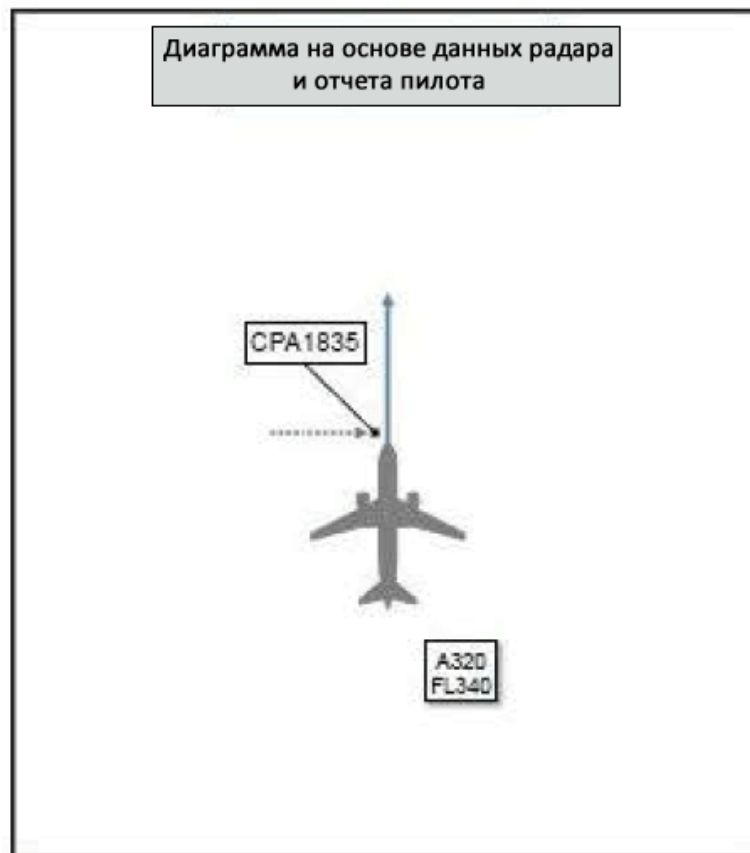 Диаграмма на основе данных радара
и отчета пилота
CPA1835
A320
FL340